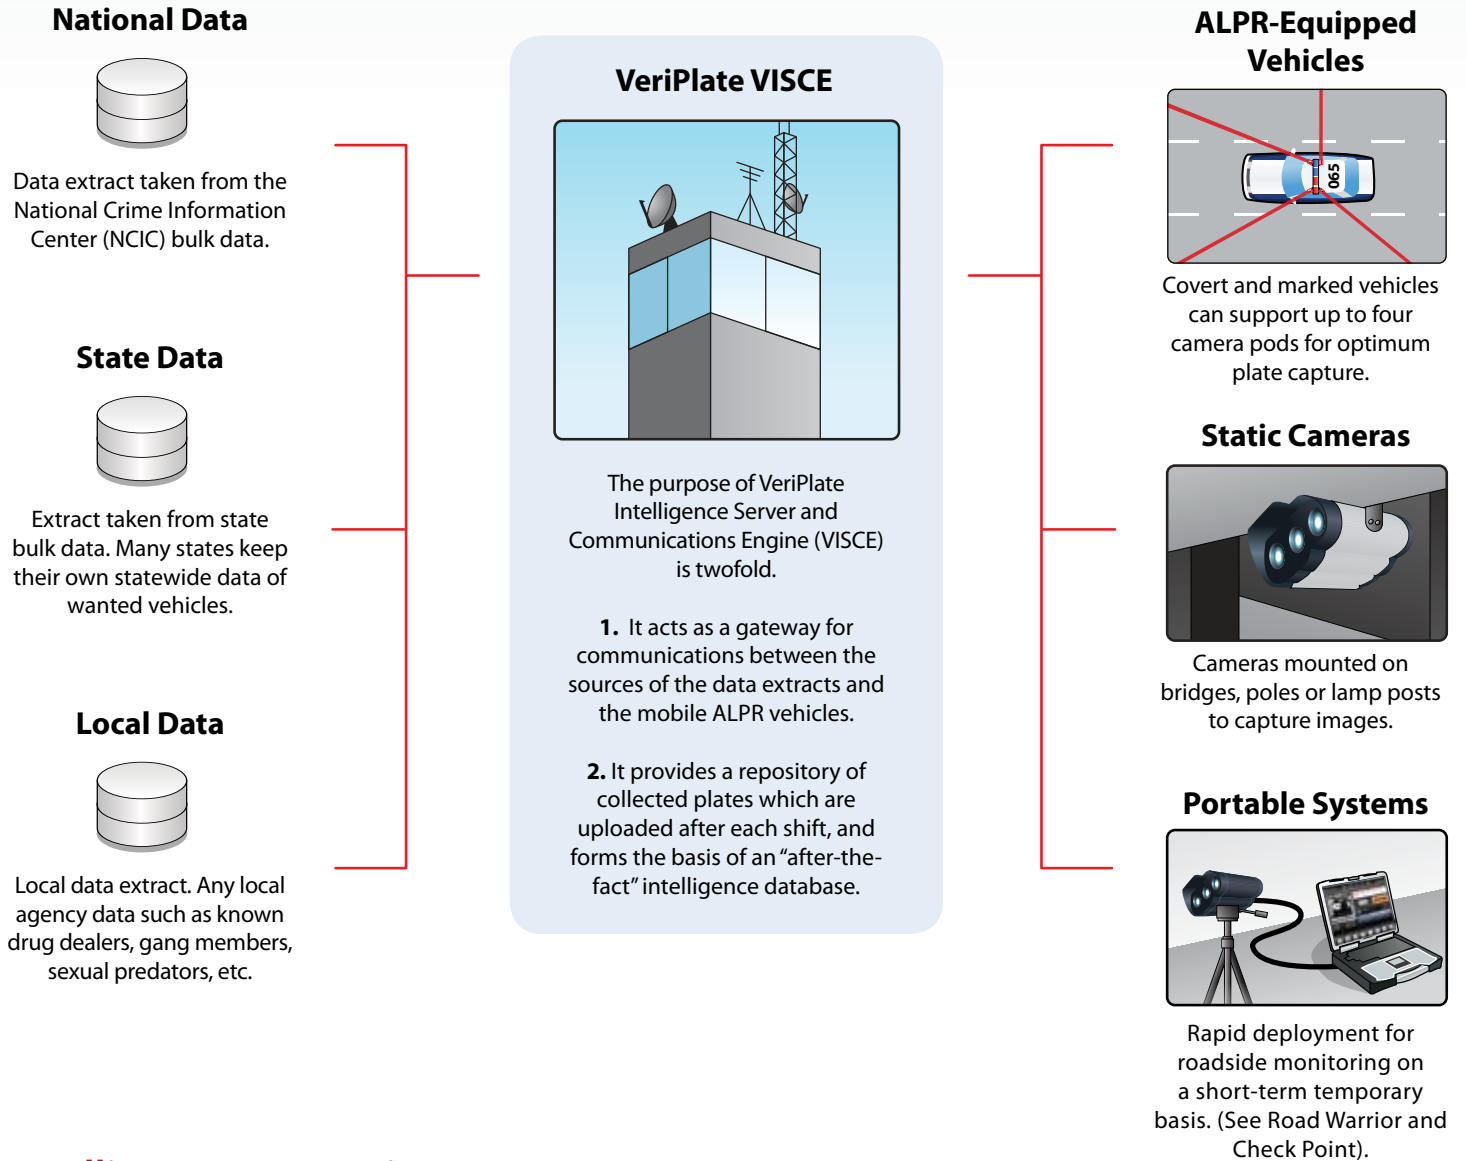 National Data
Data extract taken from the
National Crime Information
Center (NCIC) bulk data.
State Data
Extract taken from state
bulk data. Many states keep
their own statewide data of
wanted vehicles.
Local Data
Local data extract. Any local
agency data such as known
drug dealers, gang members,
sexual predators, etc.
VeriPlate VISCE
The purpose of VeriPlate
Intelligence Server and
Communications Engine (VISCE)
is twofold.
1. It acts as a gateway for
communications between the
sources of the data extracts and
the mobile ALPR vehicles.
2. It provides a repository of
collected plates which are
uploaded after each shift, and
forms the basis of an “after-the-
fact” intelligence database.
ALPR-Equipped
Vehicles
065
Covert and marked vehicles
can support up to four
camera pods for optimum
plate capture.
Static Cameras
Cameras mounted on
bridges, poles or lamp posts
to capture images.
Portable Systems
Rapid deployment for
roadside monitoring on
a short-term temporary
basis. (See Road Warrior and
Check Point).